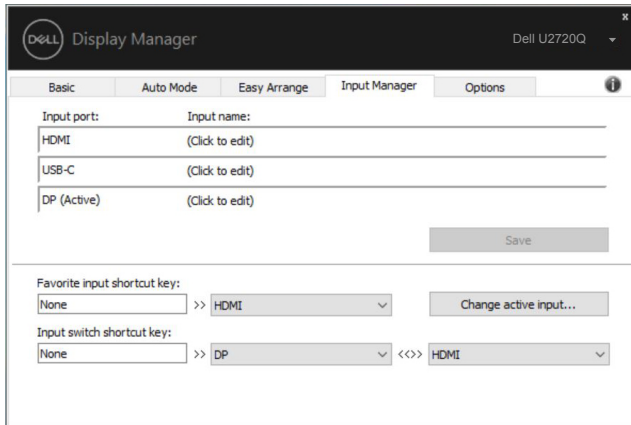 x
DELL Display Manager Dell U2720Q
Basic Auto Mode Easy Arrange Input Manager Options i
Input port: Input name:
HDMI (Click to edit)
USB-C (Click to edit)
DP (Active) (Click to edit)
Save
Favorite input shortcut key:
None >> HDMI Change active input...
Input switch shortcut key:
None >> DP <<>> HDMI